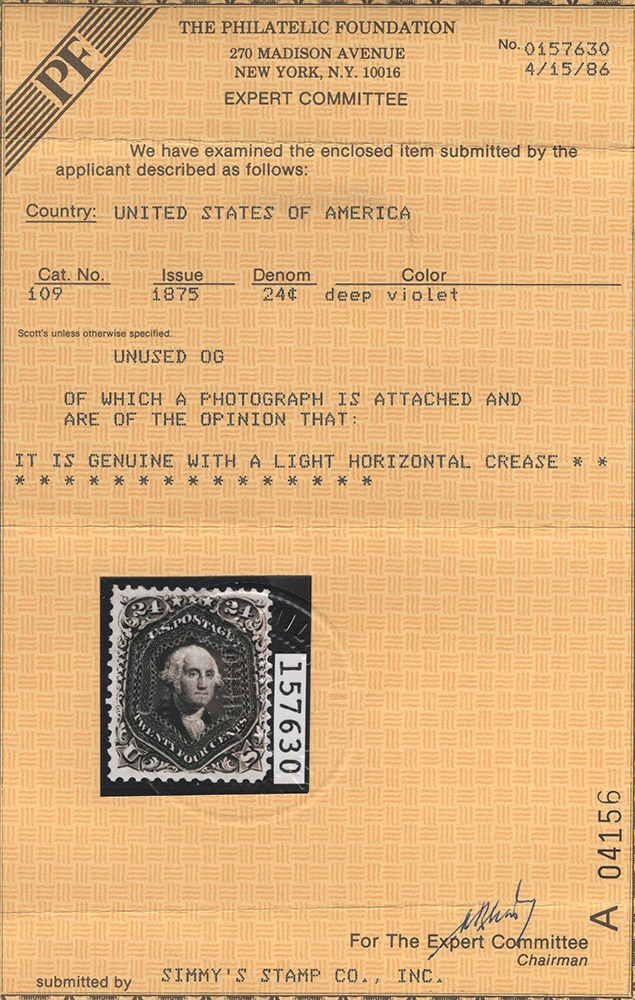 PF
THE PHILATELIC FOUNDATION
270 MADISON AVENUE
NEW YORK, N.Y. 10016
EXPERT COMMITTEE
No. 0157630
4/15/86
We have examined the enclosed item submitted by the
applicant described as follows:
Country: UNITED STATES OF AMERICA
Cat. No. Issue Denom Color
109 1875 24¢ deep violet
Scott's unless otherwise specified.
UNUSED OG
OF WHICH A PHOTOGRAPH IS ATTACHED AND
ARE OF THE OPINION THAT:
IT IS GENUINE WITH A LIGHT HORIZONTAL CREASE * *
* * * * * * * * * * * * * * *
24 24
U.S. POSTAGE
TWENTY FOUR CENTS
U S
157630
A 04156
For The Expert Committee
Chairman
submitted by SIMMY'S STAMP CO., INC.